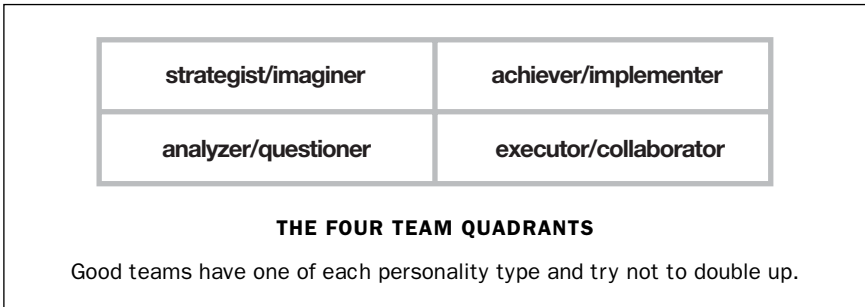 strategist/imaginer achiever/implementer
analyzer/questioner executor/collaborator
THE FOUR TEAM QUADRANTS
Good teams have one of each personality type and try not to double up.